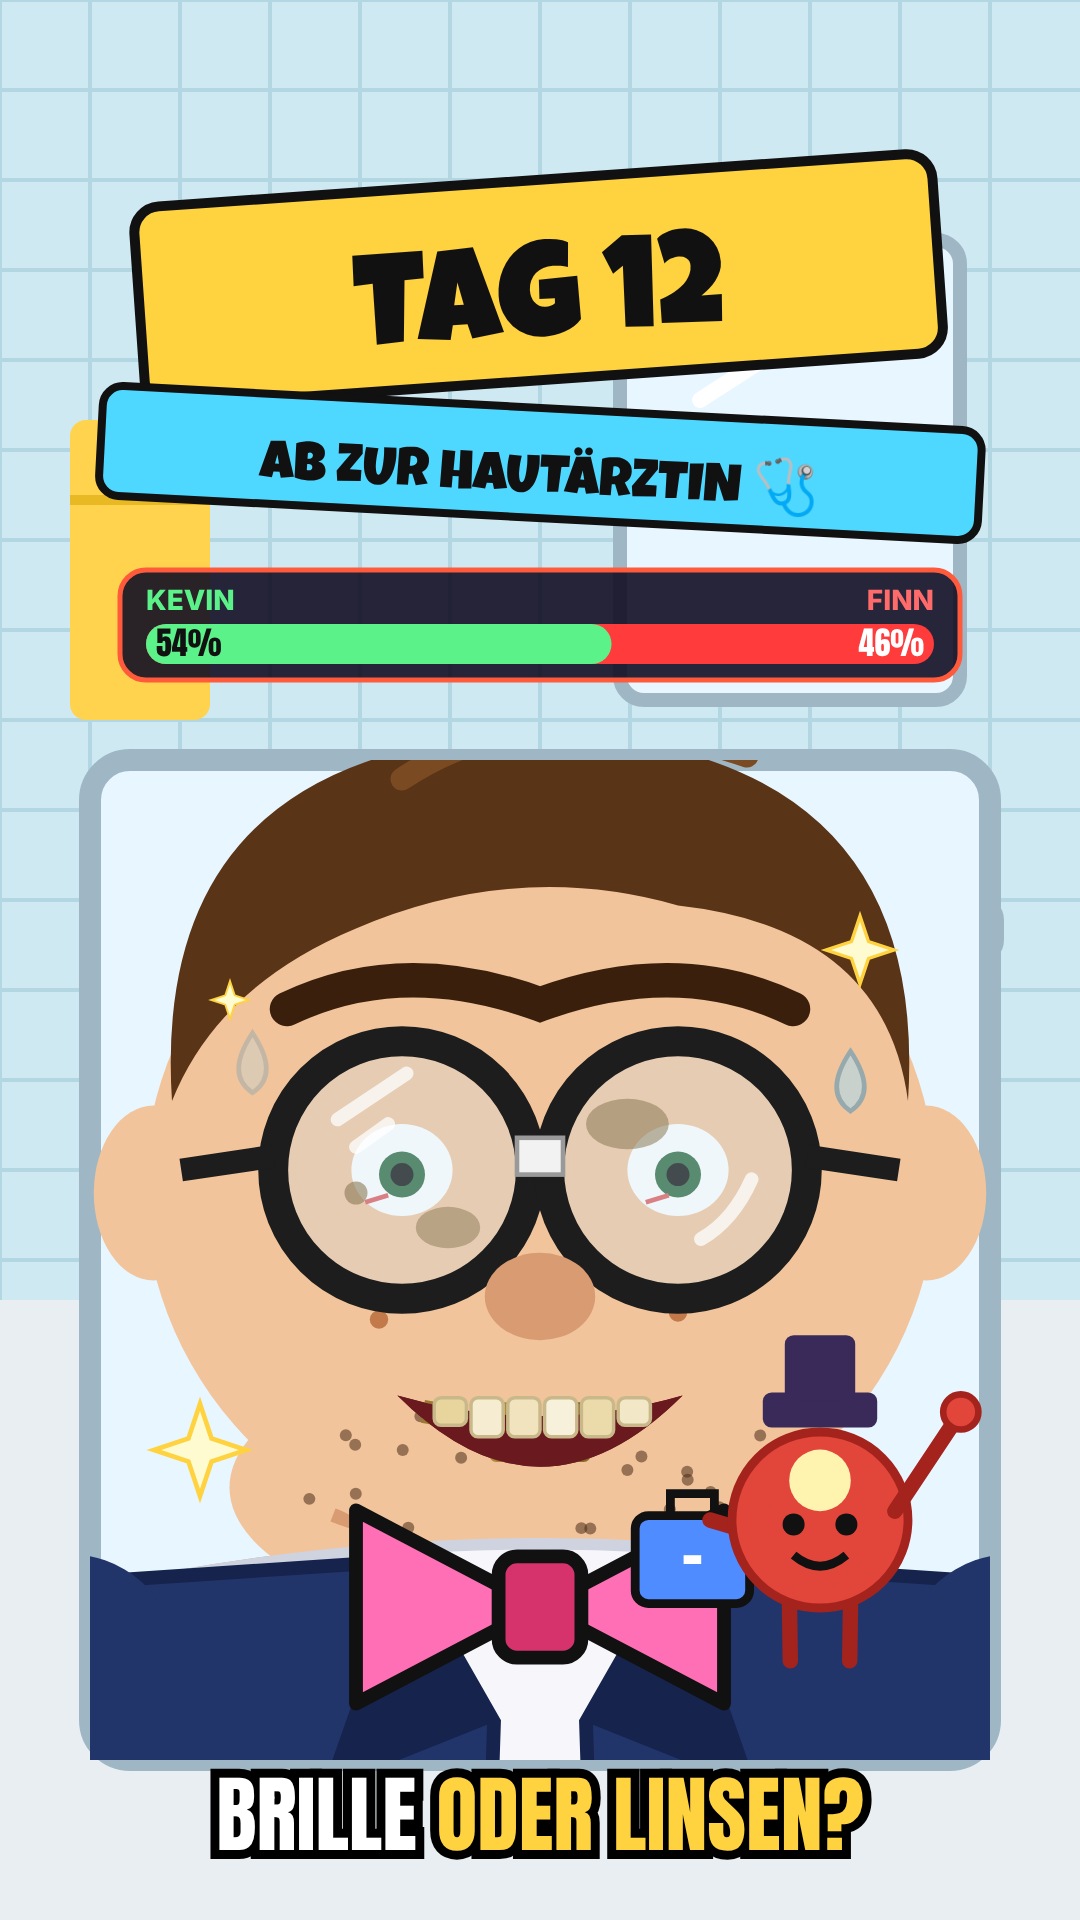 TAG 12
AB ZUR HAUTÄRZTIN 🩺
KEVIN FINN
54% 46%
BRILLE ODER LINSEN?